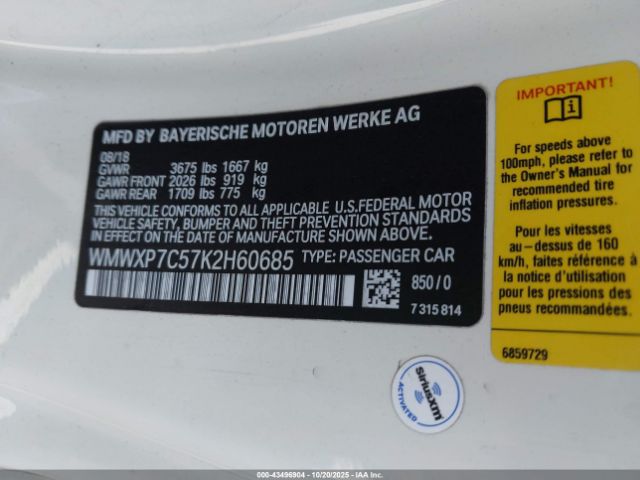 MFD BY BAYERISCHE MOTOREN WERKE AG
08/18
GVWR 3675 lbs 1667 kg
GAWR FRONT 2026 lbs 919 kg
GAWR REAR 1709 lbs 775 kg
THIS VEHICLE CONFORMS TO ALL APPLICABLE U.S.FEDERAL MOTOR
VEHICLE SAFETY, BUMPER, AND THEFT PREVENTION STANDARDS
IN EFFECT ON THE DATE OF MANUFACTURE SHOWN ABOVE.
WMWXP7C57K2H60685 TYPE: PASSENGER CAR
850/0
7 315 814
IMPORTANT!
i
For speeds above
100mph, please refer to
the Owner's Manual for
recommended tire
inflation pressures.
Pour les vitesses
au-dessus de 160
km/h, faites référence à
la Notice d'utilisation
pour les pressions des
pneus recommandées.
6859729
SiriusXM
ACTIVATED
000-43496904 | 10/20/2025 | Copyright © IAA